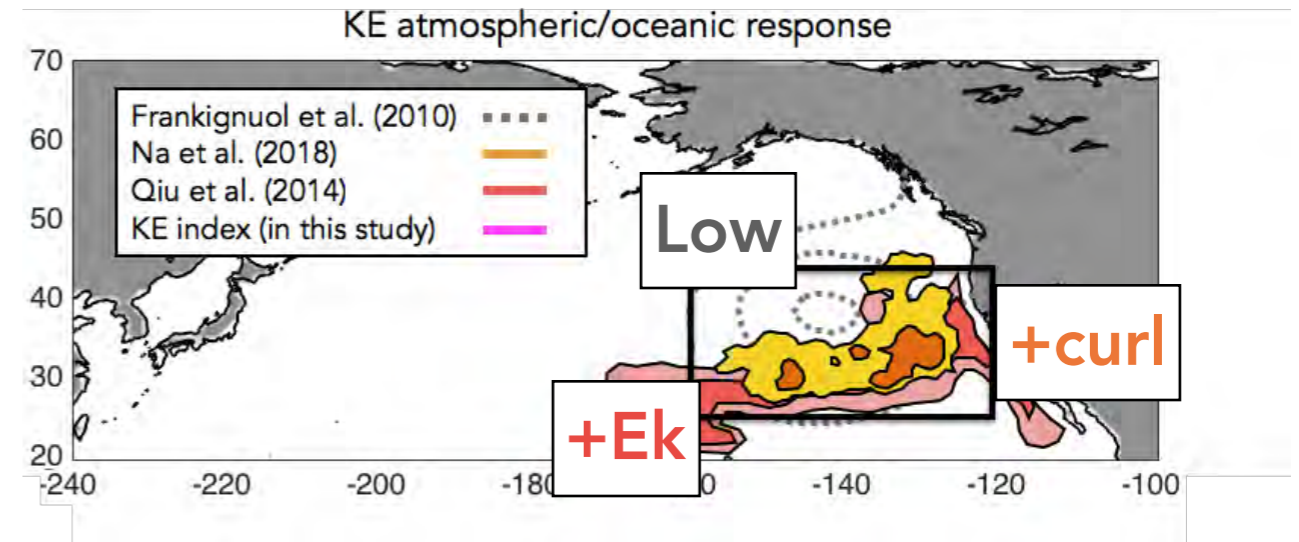 KE atmospheric/oceanic response
70
60
50
40
30
20
Frankignuol et al. (2010)
Na et al. (2018)
Qiu et al. (2014)
KE index (in this study)
Low
+curl
+Ek
-240 -220 -200 -180 -140 -120 -100